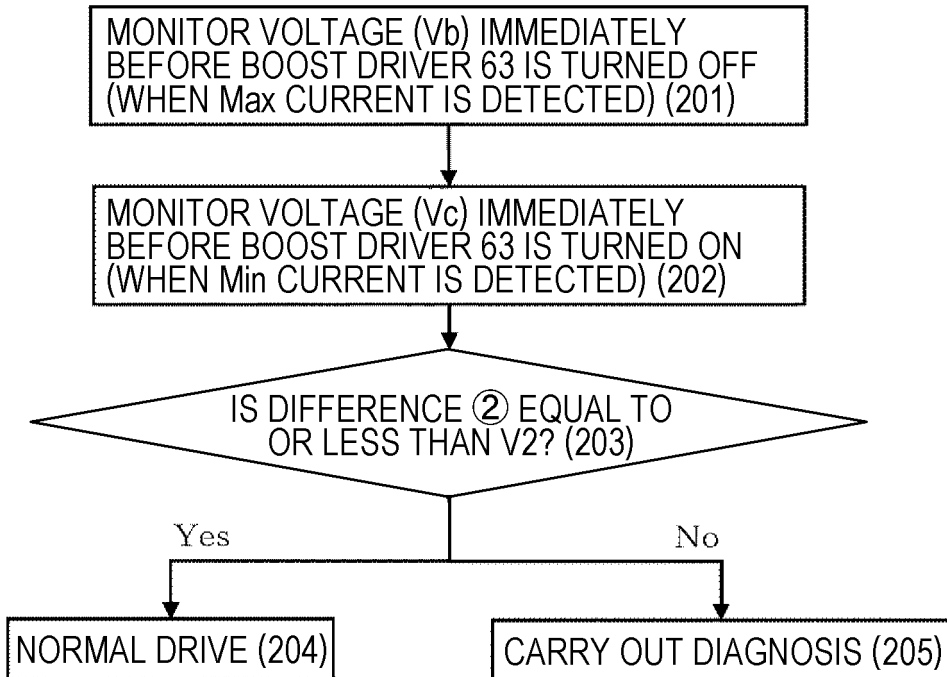 MONITOR VOLTAGE (Vb) IMMEDIATELY
BEFORE BOOST DRIVER 63 IS TURNED OFF
(WHEN Max CURRENT IS DETECTED) (201)
MONITOR VOLTAGE (Vc) IMMEDIATELY
BEFORE BOOST DRIVER 63 IS TURNED ON
(WHEN Min CURRENT IS DETECTED) (202)
IS DIFFERENCE ② EQUAL TO
OR LESS THAN V2? (203)
Yes
No
NORMAL DRIVE (204)
CARRY OUT DIAGNOSIS (205)